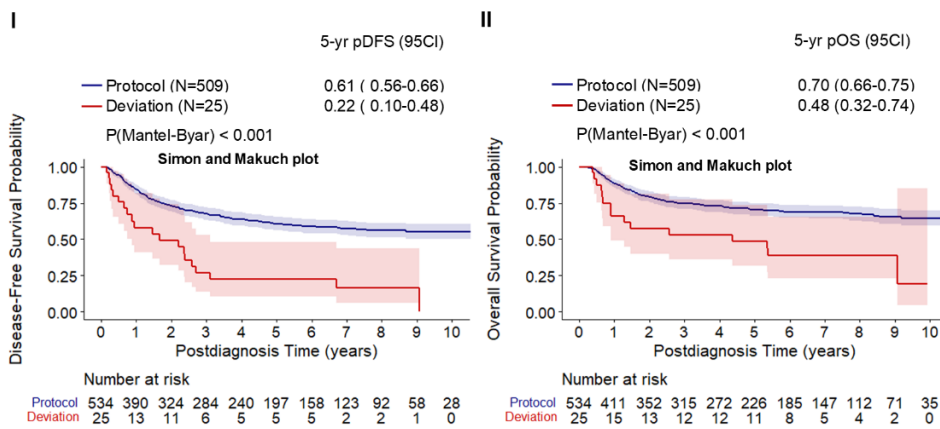 I
5-yr pDFS (95CI)
Protocol (N=509) 0.61 ( 0.56-0.66)
Deviation (N=25) 0.22 ( 0.10-0.48)
P(Mantel-Byar) < 0.001
Simon and Makuch plot
Disease-Free Survival Probability
1.00
0.75
0.50
0.25
0.00
0 1 2 3 4 5 6 7 8 9 10
Postdiagnosis Time (years)
Number at risk
Protocol 534 390 324 284 240 197 158 123 92 58 28
Deviation 25 13 11 6 5 5 5 2 2 1 0
II
5-yr pOS (95CI)
Protocol (N=509) 0.70 (0.66-0.75)
Deviation (N=25) 0.48 (0.32-0.74)
P(Mantel-Byar) < 0.001
Simon and Makuch plot
Overall Survival Probability
1.00
0.75
0.50
0.25
0.00
0 1 2 3 4 5 6 7 8 9 10
Postdiagnosis Time (years)
Number at risk
Protocol 534 411 352 315 272 226 185 147 112 71 35
Deviation 25 15 13 12 12 11 8 5 4 2 0